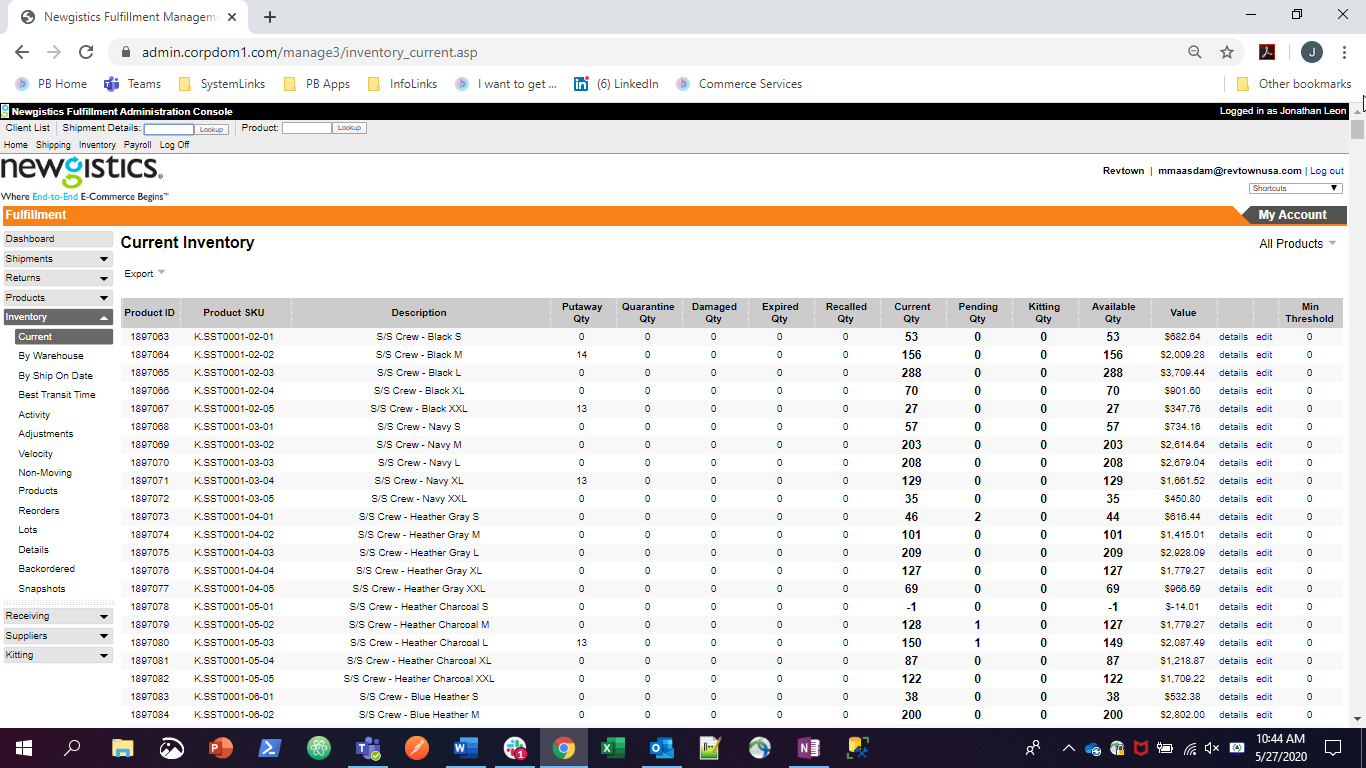 Newgistics Fulfillment Managem
admin.corpdom1.com/manage3/inventory_current.asp
J
PB Home Teams SystemLinks PB Apps InfoLinks I want to get ... (6) LinkedIn Commerce Services Other bookmarks
Newgistics Fulfillment Administration Console Logged in as Jonathan Leon
Client List Shipment Details: Lookup Product: Lookup
Home Shipping Inventory Payroll Log Off
newgistics.
Where End-to-End E-Commerce Begins™
Revtown | mmaasdam@revtownusa.com | Log out
Shortcuts
Fulfillment My Account
Dashboard
Shipments
Returns
Products
Inventory
Current
By Warehouse
By Ship On Date
Best Transit Time
Activity
Adjustments
Velocity
Non-Moving
Products
Reorders
Lots
Details
Backordered
Snapshots
Receiving
Suppliers
Kitting
Current Inventory All Products
Export
Product ID Product SKU Description Putaway Qty Quarantine Qty Damaged Qty Expired Qty Recalled Qty Current Qty Pending Qty Kitting Qty Available Qty Value Min Threshold
1897063 K.SST0001-02-01 S/S Crew - Black S 0 0 0 0 0 53 0 0 53 $682.64 details edit 0
1897064 K.SST0001-02-02 S/S Crew - Black M 14 0 0 0 0 156 0 0 156 $2,009.28 details edit 0
1897065 K.SST0001-02-03 S/S Crew - Black L 0 0 0 0 0 288 0 0 288 $3,709.44 details edit 0
1897066 K.SST0001-02-04 S/S Crew - Black XL 0 0 0 0 0 70 0 0 70 $901.60 details edit 0
1897067 K.SST0001-02-05 S/S Crew - Black XXL 13 0 0 0 0 27 0 0 27 $347.76 details edit 0
1897068 K.SST0001-03-01 S/S Crew - Navy S 0 0 0 0 0 57 0 0 57 $734.16 details edit 0
1897069 K.SST0001-03-02 S/S Crew - Navy M 0 0 0 0 0 203 0 0 203 $2,614.64 details edit 0
1897070 K.SST0001-03-03 S/S Crew - Navy L 0 0 0 0 0 208 0 0 208 $2,679.04 details edit 0
1897071 K.SST0001-03-04 S/S Crew - Navy XL 13 0 0 0 0 129 0 0 129 $1,661.52 details edit 0
1897072 K.SST0001-03-05 S/S Crew - Navy XXL 0 0 0 0 0 35 0 0 35 $450.80 details edit 0
1897073 K.SST0001-04-01 S/S Crew - Heather Gray S 0 0 0 0 0 46 2 0 44 $616.44 details edit 0
1897074 K.SST0001-04-02 S/S Crew - Heather Gray M 0 0 0 0 0 101 0 0 101 $1,415.01 details edit 0
1897075 K.SST0001-04-03 S/S Crew - Heather Gray L 0 0 0 0 0 209 0 0 209 $2,928.09 details edit 0
1897076 K.SST0001-04-04 S/S Crew - Heather Gray XL 0 0 0 0 0 127 0 0 127 $1,779.27 details edit 0
1897077 K.SST0001-04-05 S/S Crew - Heather Gray XXL 0 0 0 0 0 69 0 0 69 $966.69 details edit 0
1897078 K.SST0001-05-01 S/S Crew - Heather Charcoal S 0 0 0 0 0 -1 0 0 -1 $-14.01 details edit 0
1897079 K.SST0001-05-02 S/S Crew - Heather Charcoal M 0 0 0 0 0 128 1 0 127 $1,779.27 details edit 0
1897080 K.SST0001-05-03 S/S Crew - Heather Charcoal L 13 0 0 0 0 150 1 0 149 $2,087.49 details edit 0
1897081 K.SST0001-05-04 S/S Crew - Heather Charcoal XL 0 0 0 0 0 87 0 0 87 $1,218.87 details edit 0
1897082 K.SST0001-05-05 S/S Crew - Heather Charcoal XXL 0 0 0 0 0 122 0 0 122 $1,709.22 details edit 0
1897083 K.SST0001-06-01 S/S Crew - Blue Heather S 0 0 0 0 0 38 0 0 38 $532.38 details edit 0
1897084 K.SST0001-06-02 S/S Crew - Blue Heather M 0 0 0 0 0 200 0 0 200 $2,802.00 details edit 0
10:44 AM
5/27/2020